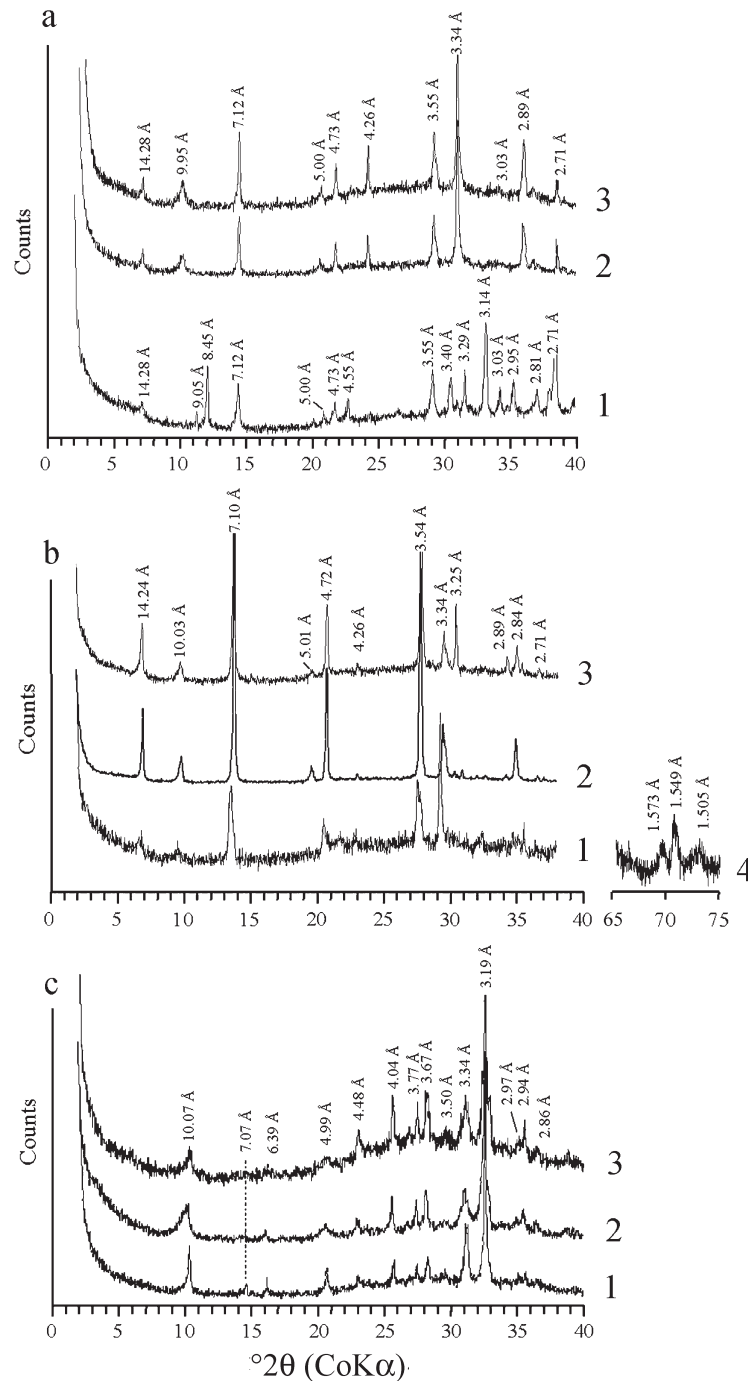 a
Counts
14.28 Å
9.95 Å
7.12 Å
5.00 Å
4.73 Å
4.26 Å
3.55 Å
3.34 Å
3.03 Å
2.89 Å
2.71 Å
3
2
14.28 Å
9.05 Å
8.45 Å
7.12 Å
5.00 Å
4.73 Å
4.55 Å
3.55 Å
3.40 Å
3.29 Å
3.14 Å
3.03 Å
2.95 Å
2.81 Å
2.71 Å
1
0 5 10 15 20 25 30 35 40
b
Counts
14.24 Å
10.03 Å
7.10 Å
5.01 Å
4.72 Å
4.26 Å
3.54 Å
3.34 Å
3.25 Å
2.89 Å
2.84 Å
2.71 Å
3
2
1
0 5 10 15 20 25 30 35 40
1.573 Å
1.549 Å
1.505 Å
4
65 70 75
c
Counts
10.07 Å
7.07 Å
6.39 Å
4.99 Å
4.48 Å
4.04 Å
3.77 Å
3.67 Å
3.50 Å
3.34 Å
3.19 Å
2.97 Å
2.94 Å
2.86 Å
3
2
1
0 5 10 15 20 25 30 35 40
°2θ (CoKα)